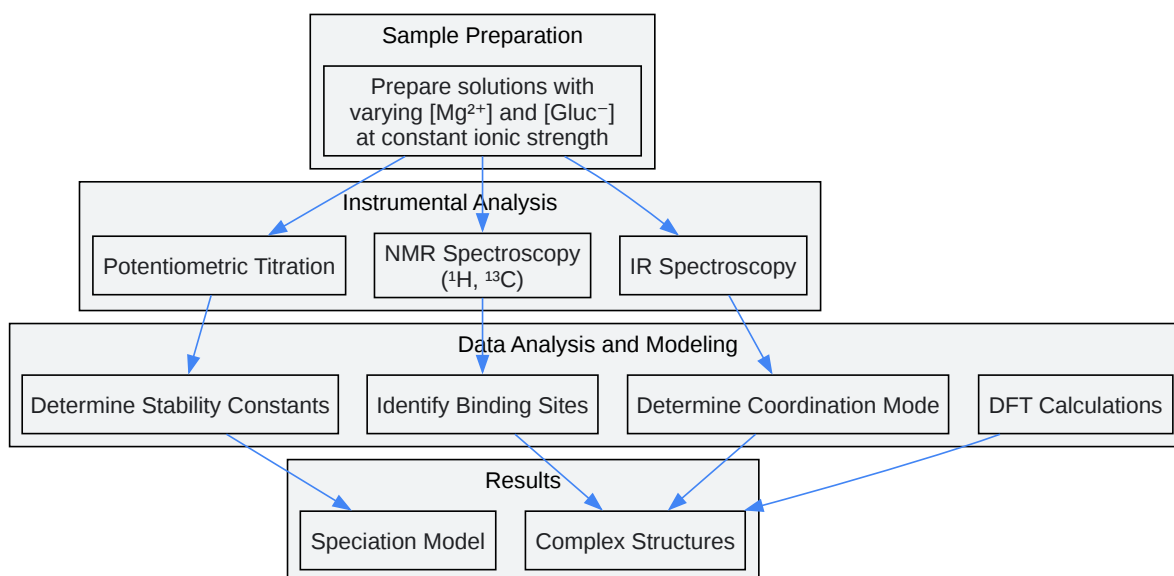 Sample Preparation
Prepare solutions with
varying [Mg²⁺] and [Gluc⁻]
at constant ionic strength
Instrumental Analysis
Potentiometric Titration
NMR Spectroscopy
(¹H, ¹³C)
IR Spectroscopy
Data Analysis and Modeling
Determine Stability Constants
Identify Binding Sites
Determine Coordination Mode
DFT Calculations
Results
Speciation Model
Complex Structures